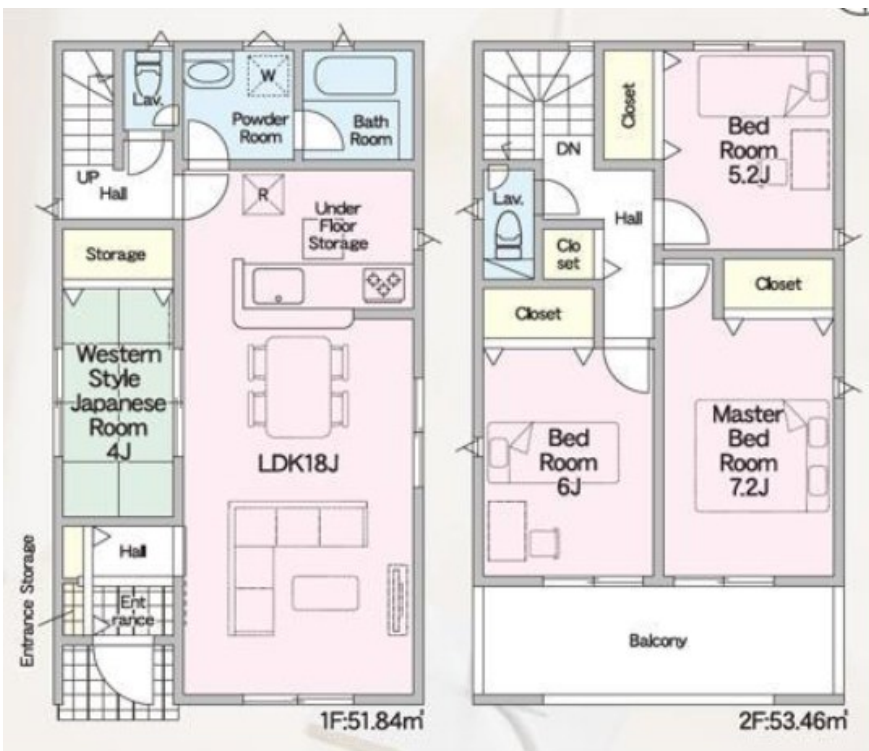 Lav.
W
Powder
Room
Bath
Room
UP
Hall
R
Under
Floor
Storage
Storage
Western
Style
Japanese
Room
4J
LDK18J
Hall
Entrance Storage
Ent
rance
1F:51.84㎡
Closet
Bed
Room
5.2J
DN
Lav.
Hall
Clo
set
Closet
Closet
Bed
Room
6J
Master
Bed
Room
7.2J
Balcony
2F:53.46㎡